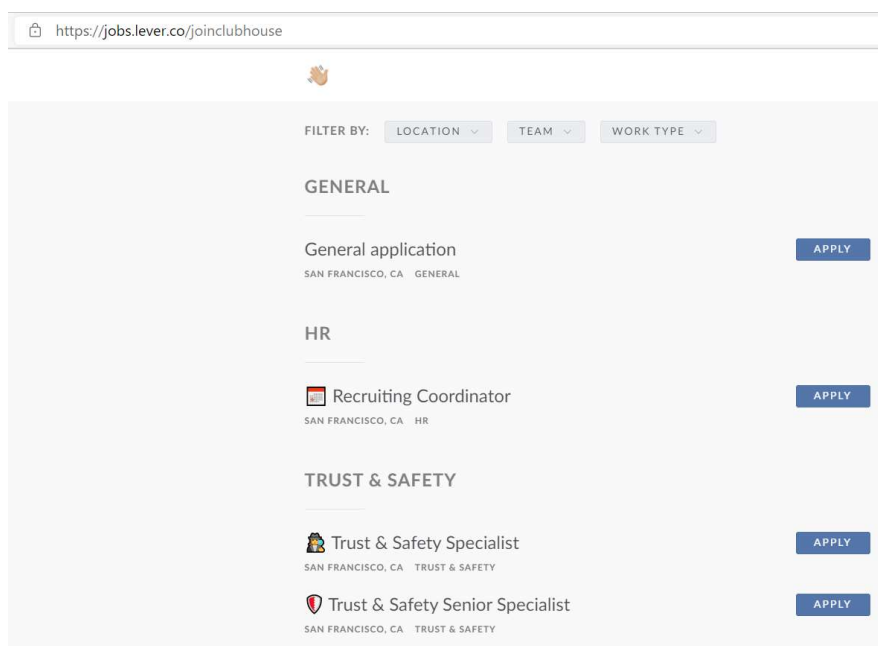 https://jobs.lever.co/joinclubhouse
FILTER BY: LOCATION TEAM WORK TYPE
GENERAL
General application APPLY
SAN FRANCISCO, CA GENERAL
HR
Recruiting Coordinator APPLY
SAN FRANCISCO, CA HR
TRUST & SAFETY
Trust & Safety Specialist APPLY
SAN FRANCISCO, CA TRUST & SAFETY
Trust & Safety Senior Specialist APPLY
SAN FRANCISCO, CA TRUST & SAFETY